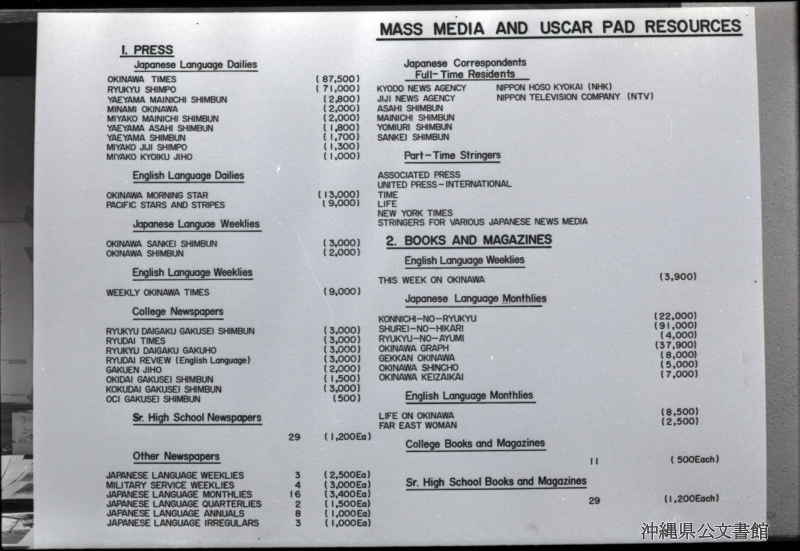 MASS MEDIA AND USCAR PAD RESOURCES
1. PRESS
Japanese Language Dailies
OKINAWA TIMES (87,500)
RYUKYU SHIMPO (71,000)
YAEYAMA MAINICHI SHIMBUN (2,800)
MINAMI OKINAWA (2,000)
MIYAKO MAINICHI SHIMBUN (2,000)
YAEYAMA ASAHI SHIMBUN (1,800)
YAEYAMA SHIMBUN (1,700)
MIYAKO JIJI SHIMPO (1,300)
MIYAKO KYOIKU JIHO (1,000)
English Language Dailies
OKINAWA MORNING STAR (13,000)
PACIFIC STARS AND STRIPES (9,000)
Japanese Languae Weeklies
OKINAWA SANKEI SHIMBUN (3,000)
OKINAWA SHIMBUN (2,000)
English Language Weeklies
WEEKLY OKINAWA TIMES (9,000)
College Newspapers
RYUKYU DAIGAKU GAKUSEI SHIMBUN (3,000)
RYUDAI TIMES (3,000)
RYUKYU DAIGAKU GAKUHO (3,000)
RYUDAI REVIEW (English Language) (3,000)
GAKUEN JIHO (2,000)
OKIDAI GAKUSEI SHIMBUN (1,500)
KOKUDAI GAKUSEI SHIMBUN (3,000)
OCI GAKUSEI SHIMBUN (500)
Sr. High School Newspapers
29 (1,200Ea)
Other Newspapers
JAPANESE LANGUAGE WEEKLIES 3 (2,500Ea)
MILITARY SERVICE WEEKLIES 4 (3,000Ea)
JAPANESE LANGUAGE MONTHLIES 16 (3,400Ea)
JAPANESE LANGUAGE QUARTERLIES 2 (1,500Ea)
JAPANESE LANGUAGE ANNUALS 8 (1,000Ea)
JAPANESE LANGUAGE IRREGULARS 3 (1,000Ea)
Japanese Correspondents
Full-Time Residents
KYODO NEWS AGENCY NIPPON HOSO KYOKAI (NHK)
JIJI NEWS AGENCY NIPPON TELEVISION COMPANY (NTV)
ASAHI SHIMBUN
MAINICHI SHIMBUN
YOMIURI SHIMBUN
SANKEI SHIMBUN
Part-Time Stringers
ASSOCIATED PRESS
UNITED PRESS-INTERNATIONAL
TIME
LIFE
NEW YORK TIMES
STRINGERS FOR VARIOUS JAPANESE NEWS MEDIA
2. BOOKS AND MAGAZINES
English Language Weeklies
THIS WEEK ON OKINAWA (3,900)
Japanese Language Monthlies
KONNICHI-NO-RYUKYU (22,000)
SHUREI-NO-HIKARI (91,000)
RYUKYU-NO-AYUMI (4,000)
OKINAWA GRAPH (37,900)
GEKKAN OKINAWA (8,000)
OKINAWA SHINCHO (5,000)
OKINAWA KEIZAIKAI (7,000)
English Language Monthlies
LIFE ON OKINAWA (8,500)
FAR EAST WOMAN (2,500)
College Books and Magazines
11 (500Each)
Sr. High School Books and Magazines
29 (1,200Each)
沖縄県公文書館